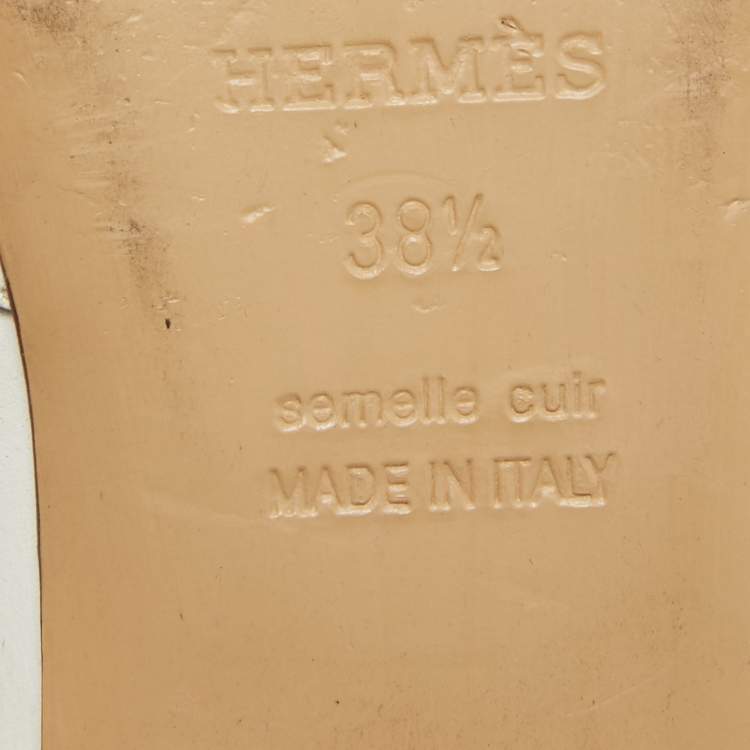 HERMÈS
38½
semelle cuir
MADE IN ITALY